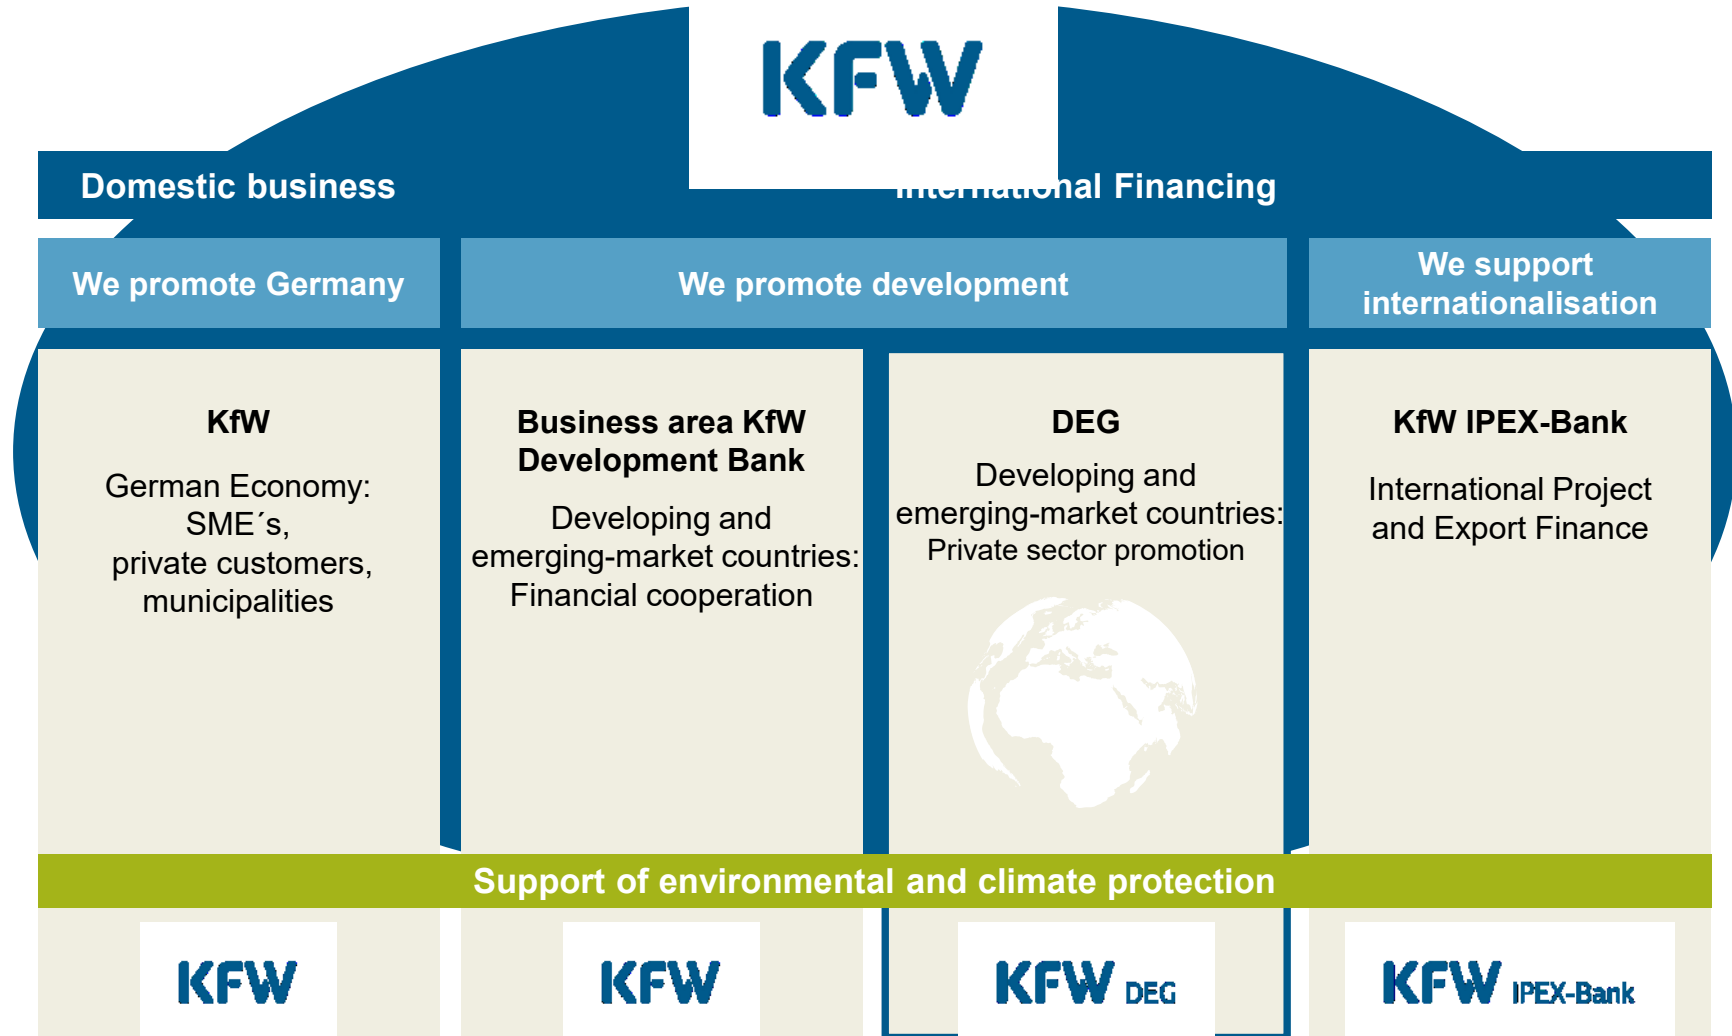 KFW
Domestic business
International Financing
We promote Germany
We promote development
We support
internationalisation
KfW
German Economy:
SME´s,
private customers,
municipalities
Business area KfW
Development Bank
Developing and
emerging-market countries:
Financial cooperation
DEG
Developing and
emerging-market countries:
Private sector promotion
KfW IPEX-Bank
International Project
and Export Finance
Support of environmental and climate protection
KFW
KFW
KFW DEG
KFW IPEX-Bank